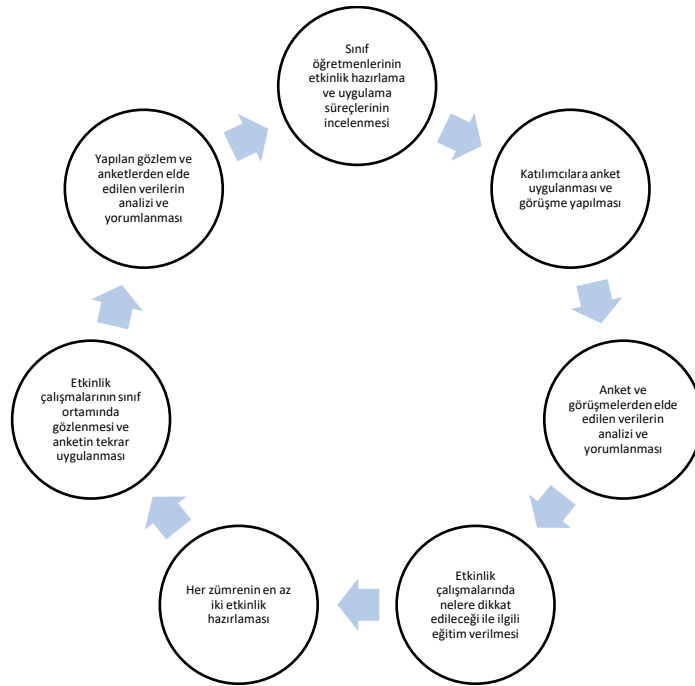 Sınıf
öğretmenlerinin
etkinlik hazırlama
ve uygulama
süreçlerinin
incelenmesi
Katılımcılara anket
uygulanması ve
görüşme yapılması
Anket ve
görüşmelerden elde
edilen verilerin
analizi ve
yorumlanması
Etkinlik
çalışmalarında
nelere dikkat
edileceği ile ilgili
eğitim verilmesi
Her zümrenin en az
iki etkinlik
hazırlaması
Etkinlik
çalışmalarının sınıf
ortamında
gözlenmesi ve
anketin tekrar
uygulanması
Yapılan gözlem ve
anketlerden elde
edilen verilerin
analizi ve
yorumlanması